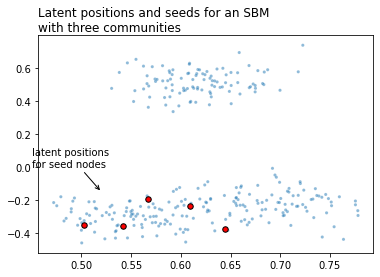 Latent positions and seeds for an SBM
with three communities
0.6
0.4
0.2
0.0
−0.2
−0.4
latent positions
for seed nodes
0.50 0.55 0.60 0.65 0.70 0.75